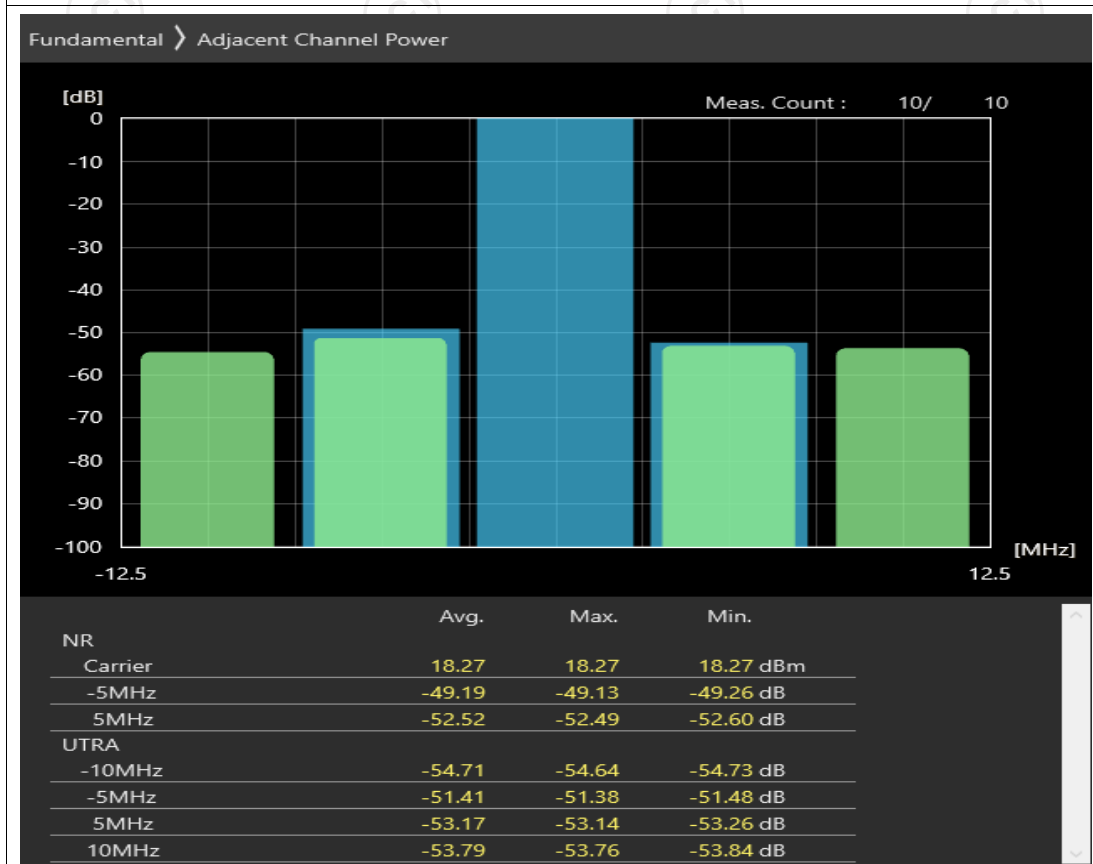 Fundamental ❯ Adjacent Channel Power
[dB]
Meas. Count : 10/ 10
0
-10
-20
-30
-40
-50
-60
-70
-80
-90
-100
[MHz]
-12.5 12.5
Avg. Max. Min.
NR
Carrier 18.27 18.27 18.27 dBm
-5MHz -49.19 -49.13 -49.26 dB
5MHz -52.52 -52.49 -52.60 dB
UTRA
-10MHz -54.71 -54.64 -54.73 dB
-5MHz -51.41 -51.38 -51.48 dB
5MHz -53.17 -53.14 -53.26 dB
10MHz -53.79 -53.76 -53.84 dB